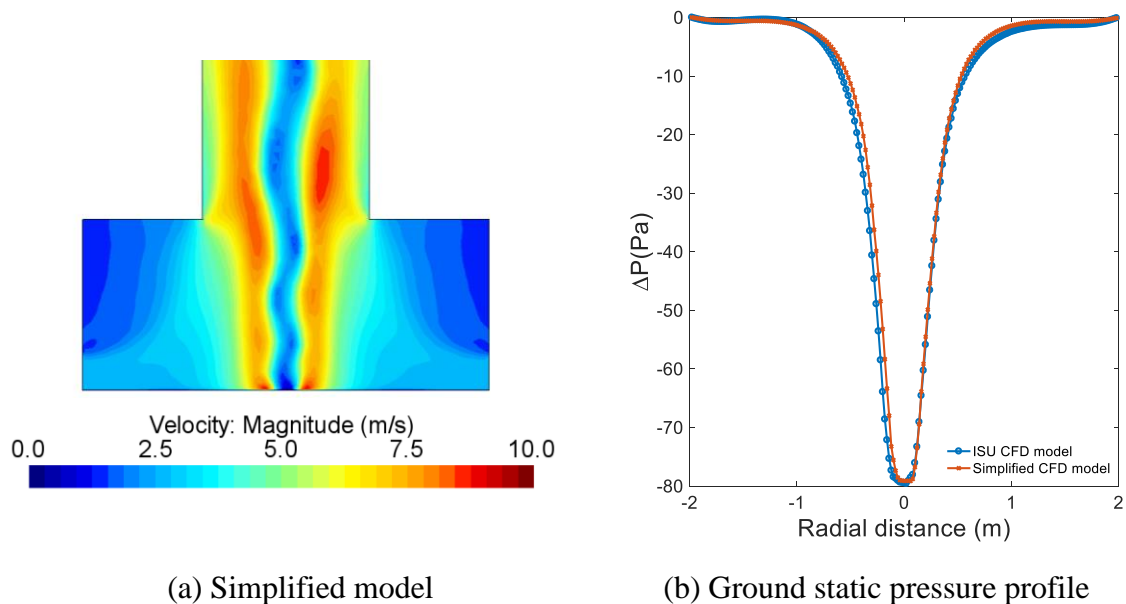 Velocity: Magnitude (m/s)
0.0 2.5 5.0 7.5 10.0
(a) Simplified model
0
-10
-20
-30
-40
-50
-60
-70
-80
ΔP(Pa)
ISU CFD model
Simplified CFD model
-2 -1 0 1 2
Radial distance (m)
(b) Ground static pressure profile